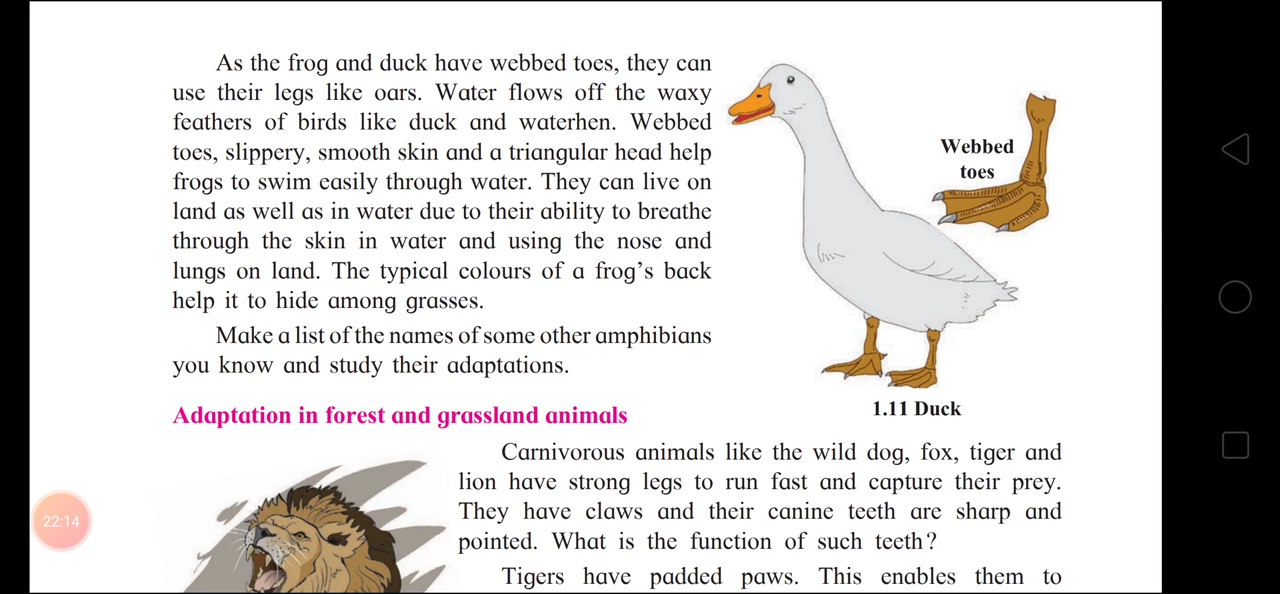 As the frog and duck have webbed toes, they can
use their legs like oars. Water flows off the waxy
feathers of birds like duck and waterhen. Webbed
toes, slippery, smooth skin and a triangular head help
frogs to swim easily through water. They can live on
land as well as in water due to their ability to breathe
through the skin in water and using the nose and
lungs on land. The typical colours of a frog's back
help it to hide among grasses.
Make a list of the names of some other amphibians
you know and study their adaptations.
Webbed
toes
1.11 Duck
Adaptation in forest and grassland animals
Carnivorous animals like the wild dog, fox, tiger and
lion have strong legs to run fast and capture their prey.
They have claws and their canine teeth are sharp and
pointed. What is the function of such teeth?
Tigers have padded paws. This enables them to
22:14